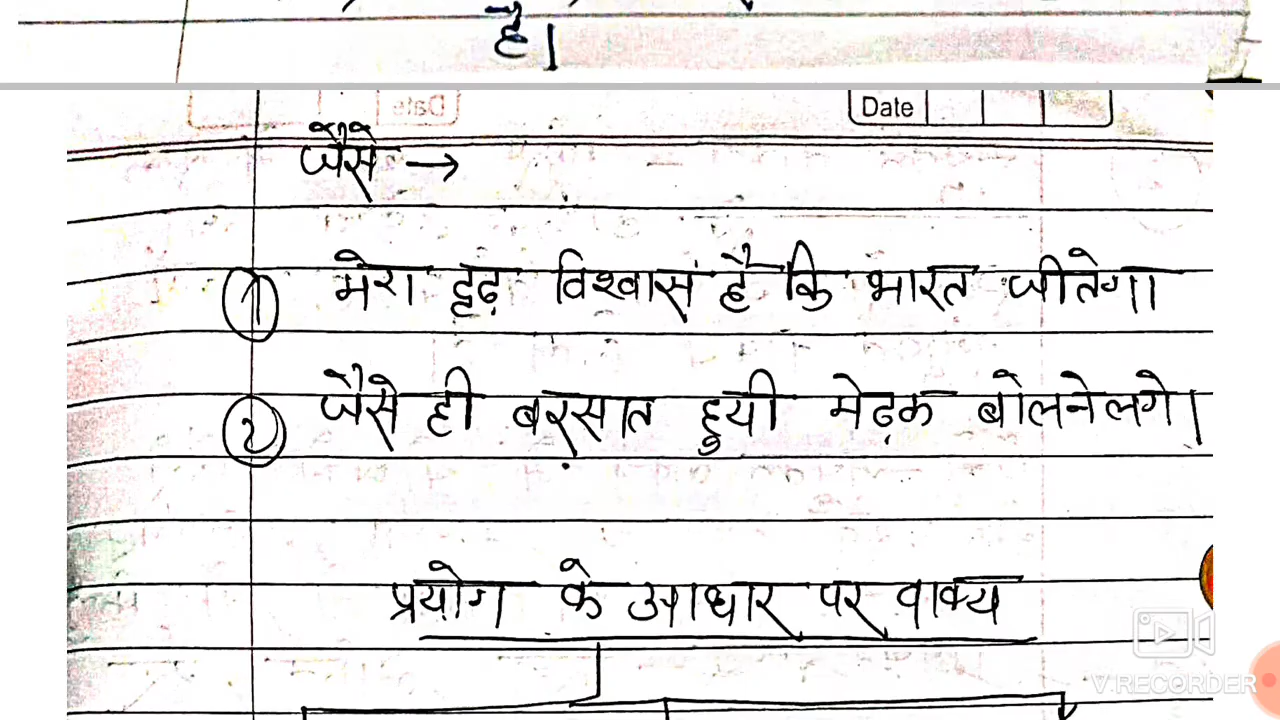 है।
Date
जैसे →
① मेरा दृढ़ विश्वास है कि भारत जीतेगा
② जैसे ही बरसात हुयी मेढ़क बोलनेलगे।
प्रयोग के आधार पर वाक्य
V.RECORDER